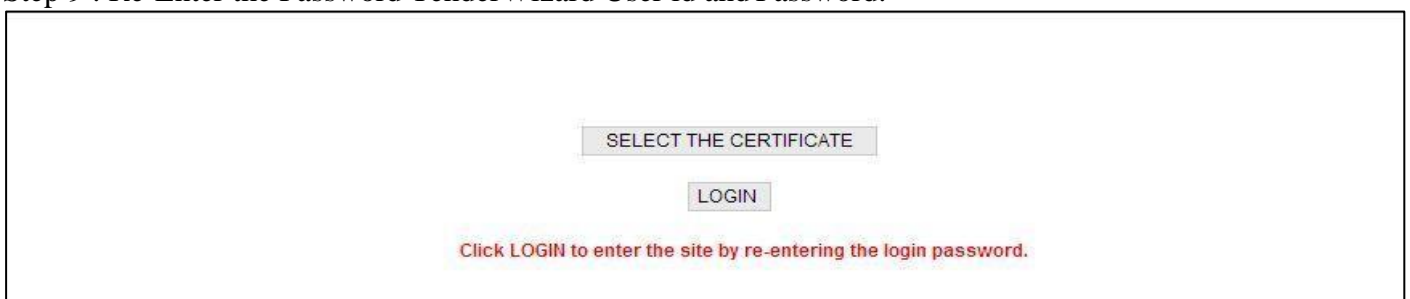 Step 9 : Re-Enter the Password TenderWizard User id and Password.
SELECT THE CERTIFICATE
LOGIN
Click LOGIN to enter the site by re-entering the login password.